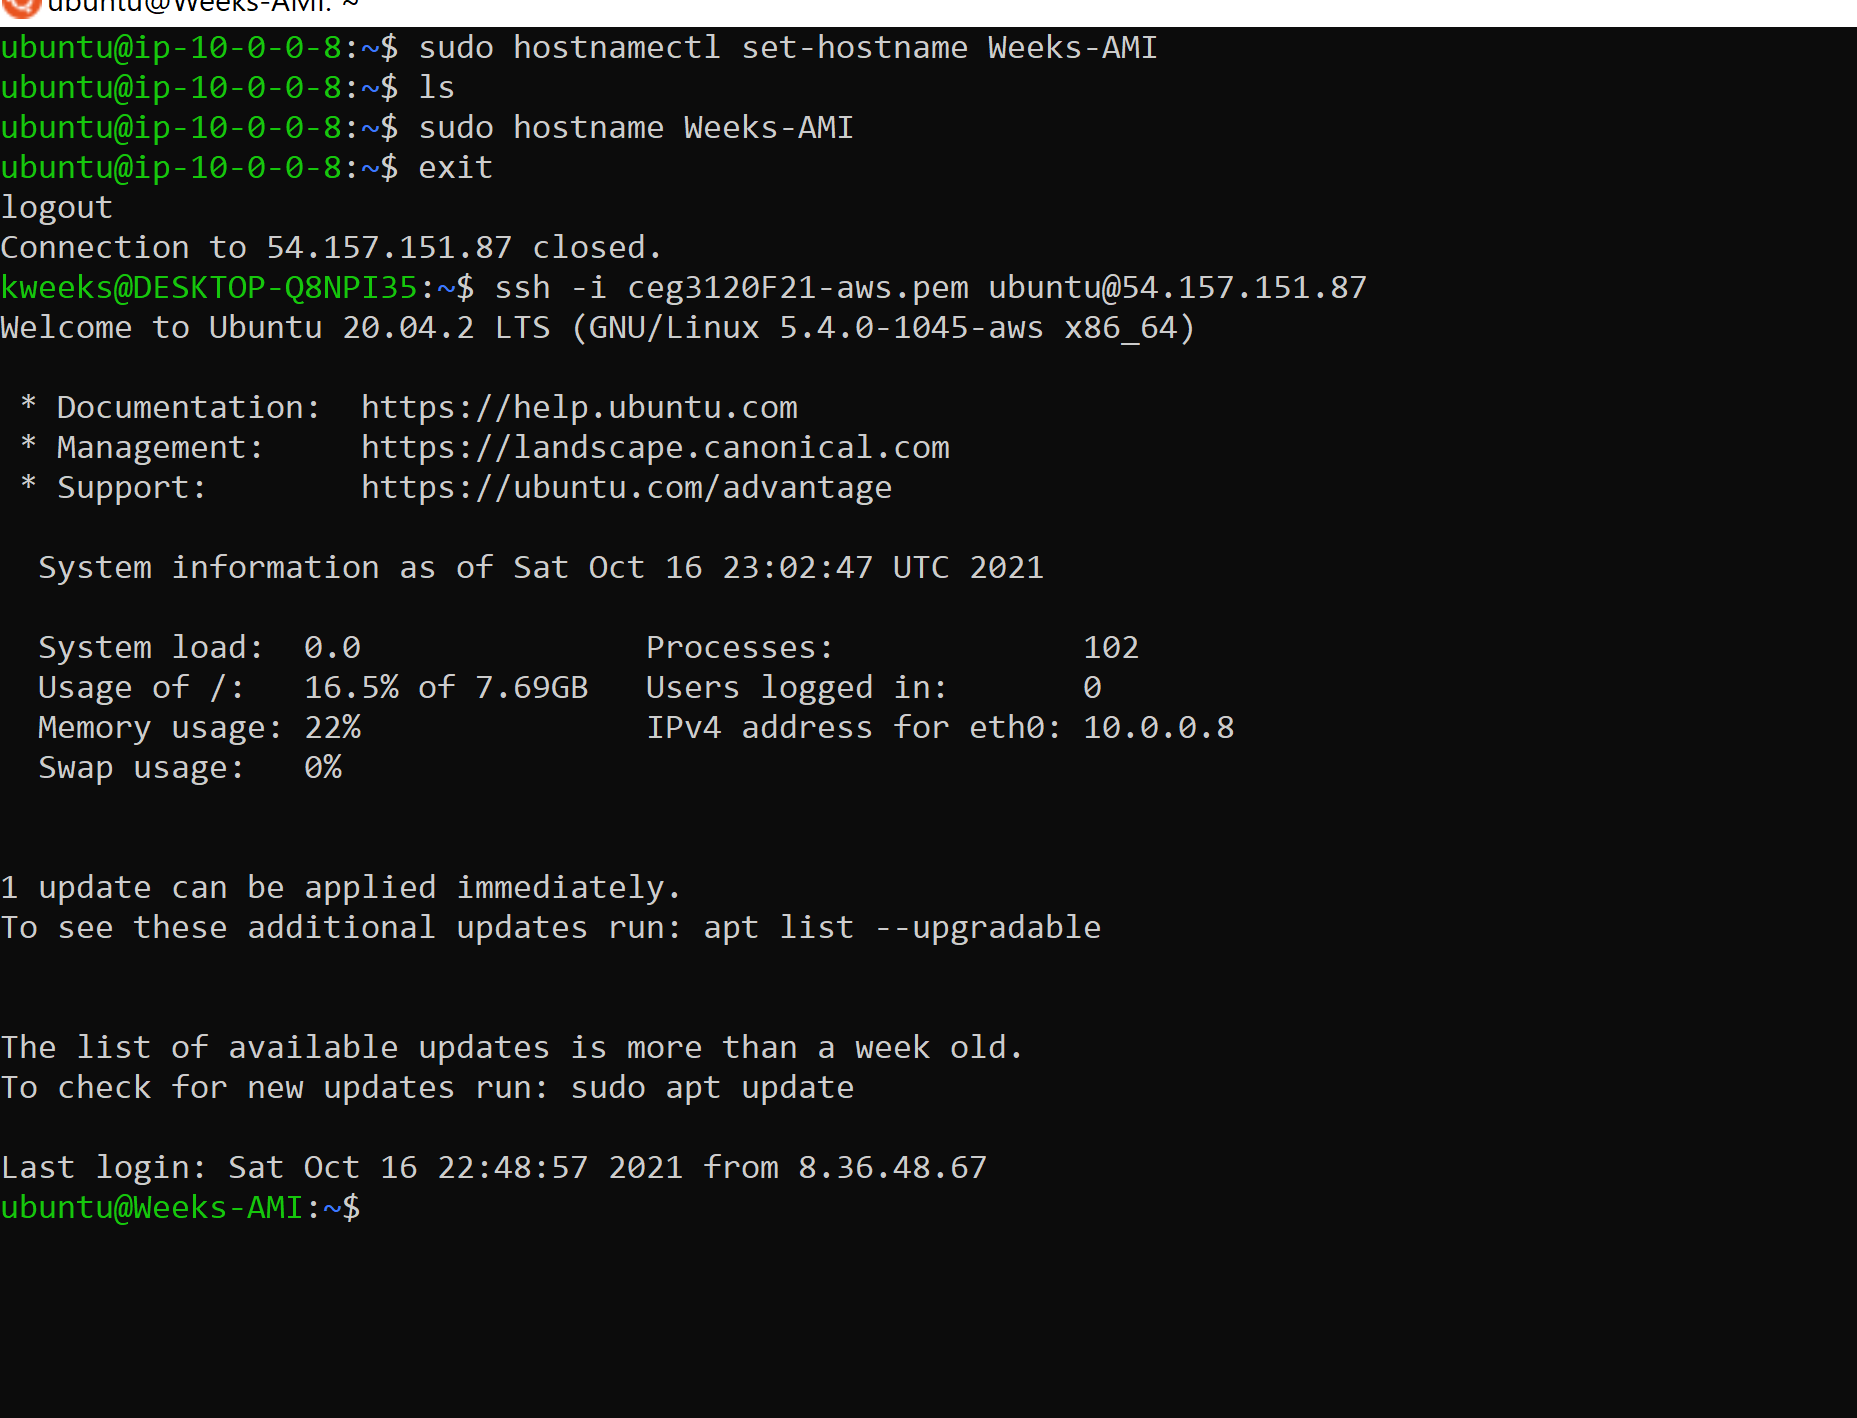 ubuntu@Weeks-AMI: ~
ubuntu@ip-10-0-0-8:~$ sudo hostnamectl set-hostname Weeks-AMI
ubuntu@ip-10-0-0-8:~$ ls
ubuntu@ip-10-0-0-8:~$ sudo hostname Weeks-AMI
ubuntu@ip-10-0-0-8:~$ exit
logout
Connection to 54.157.151.87 closed.
kweeks@DESKTOP-Q8NPI35:~$ ssh -i ceg3120F21-aws.pem ubuntu@54.157.151.87
Welcome to Ubuntu 20.04.2 LTS (GNU/Linux 5.4.0-1045-aws x86_64)
 * Documentation:  https://help.ubuntu.com
 * Management:     https://landscape.canonical.com
 * Support:        https://ubuntu.com/advantage
  System information as of Sat Oct 16 23:02:47 UTC 2021
  System load:  0.0               Processes:             102
  Usage of /:   16.5% of 7.69GB   Users logged in:       0
  Memory usage: 22%               IPv4 address for eth0: 10.0.0.8
  Swap usage:   0%
1 update can be applied immediately.
To see these additional updates run: apt list --upgradable
The list of available updates is more than a week old.
To check for new updates run: sudo apt update
Last login: Sat Oct 16 22:48:57 2021 from 8.36.48.67
ubuntu@Weeks-AMI:~$